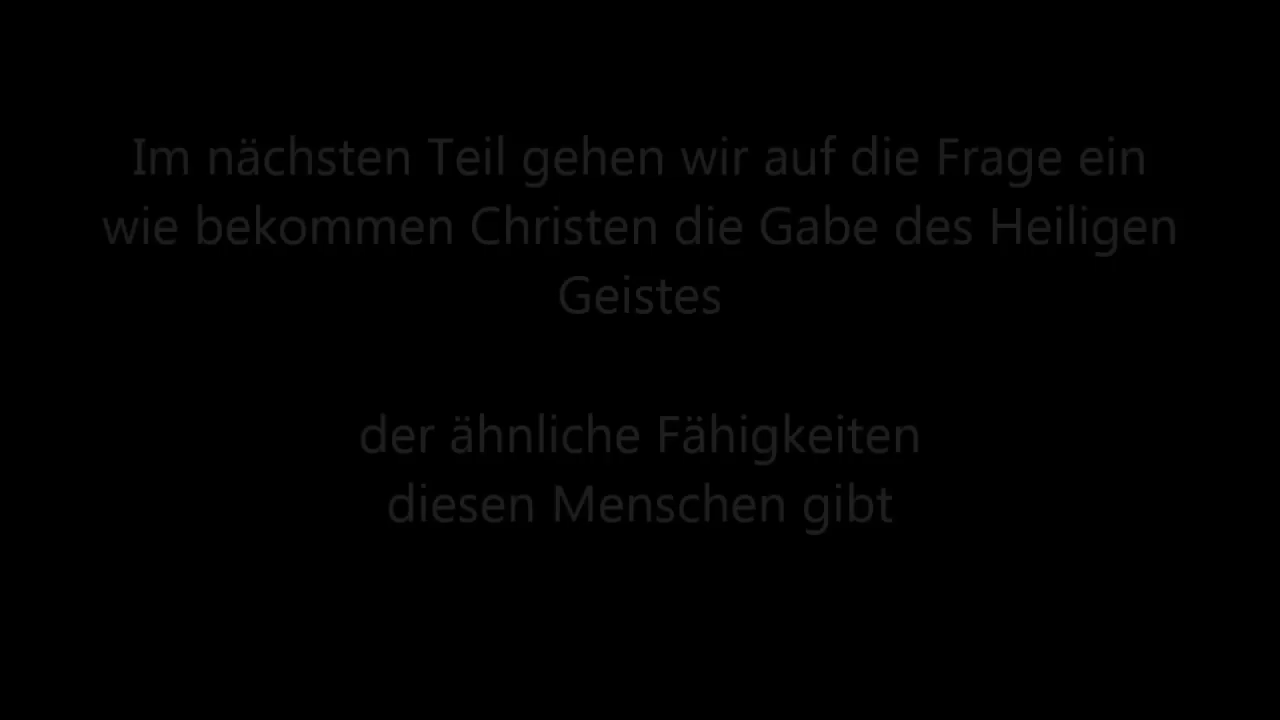 Im nächsten Teil gehen wir auf die Frage ein
wie bekommen Christen die Gabe des Heiligen
Geistes
der ähnliche Fähigkeiten
diesen Menschen gibt